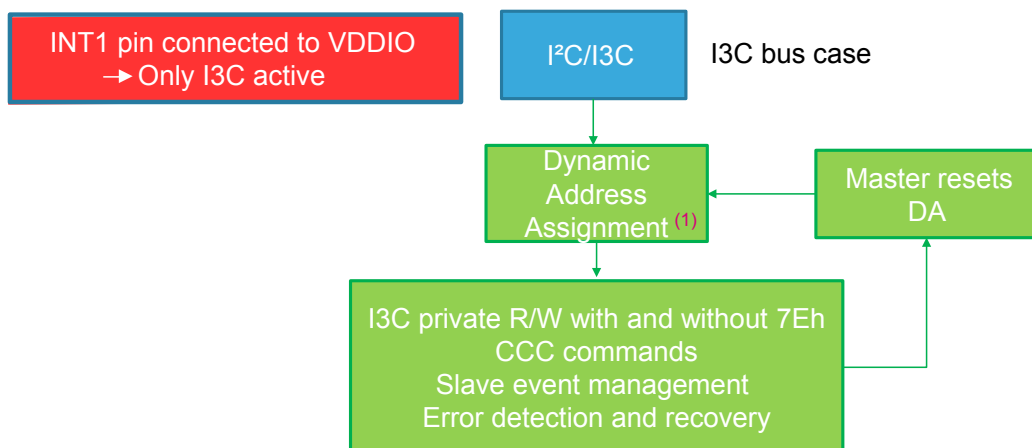 INT1 pin connected to VDDIO
→ Only I3C active
I²C/I3C
I3C bus case
Dynamic
Address
Assignment (1)
Master resets
DA
I3C private R/W with and without 7Eh
CCC commands
Slave event management
Error detection and recovery